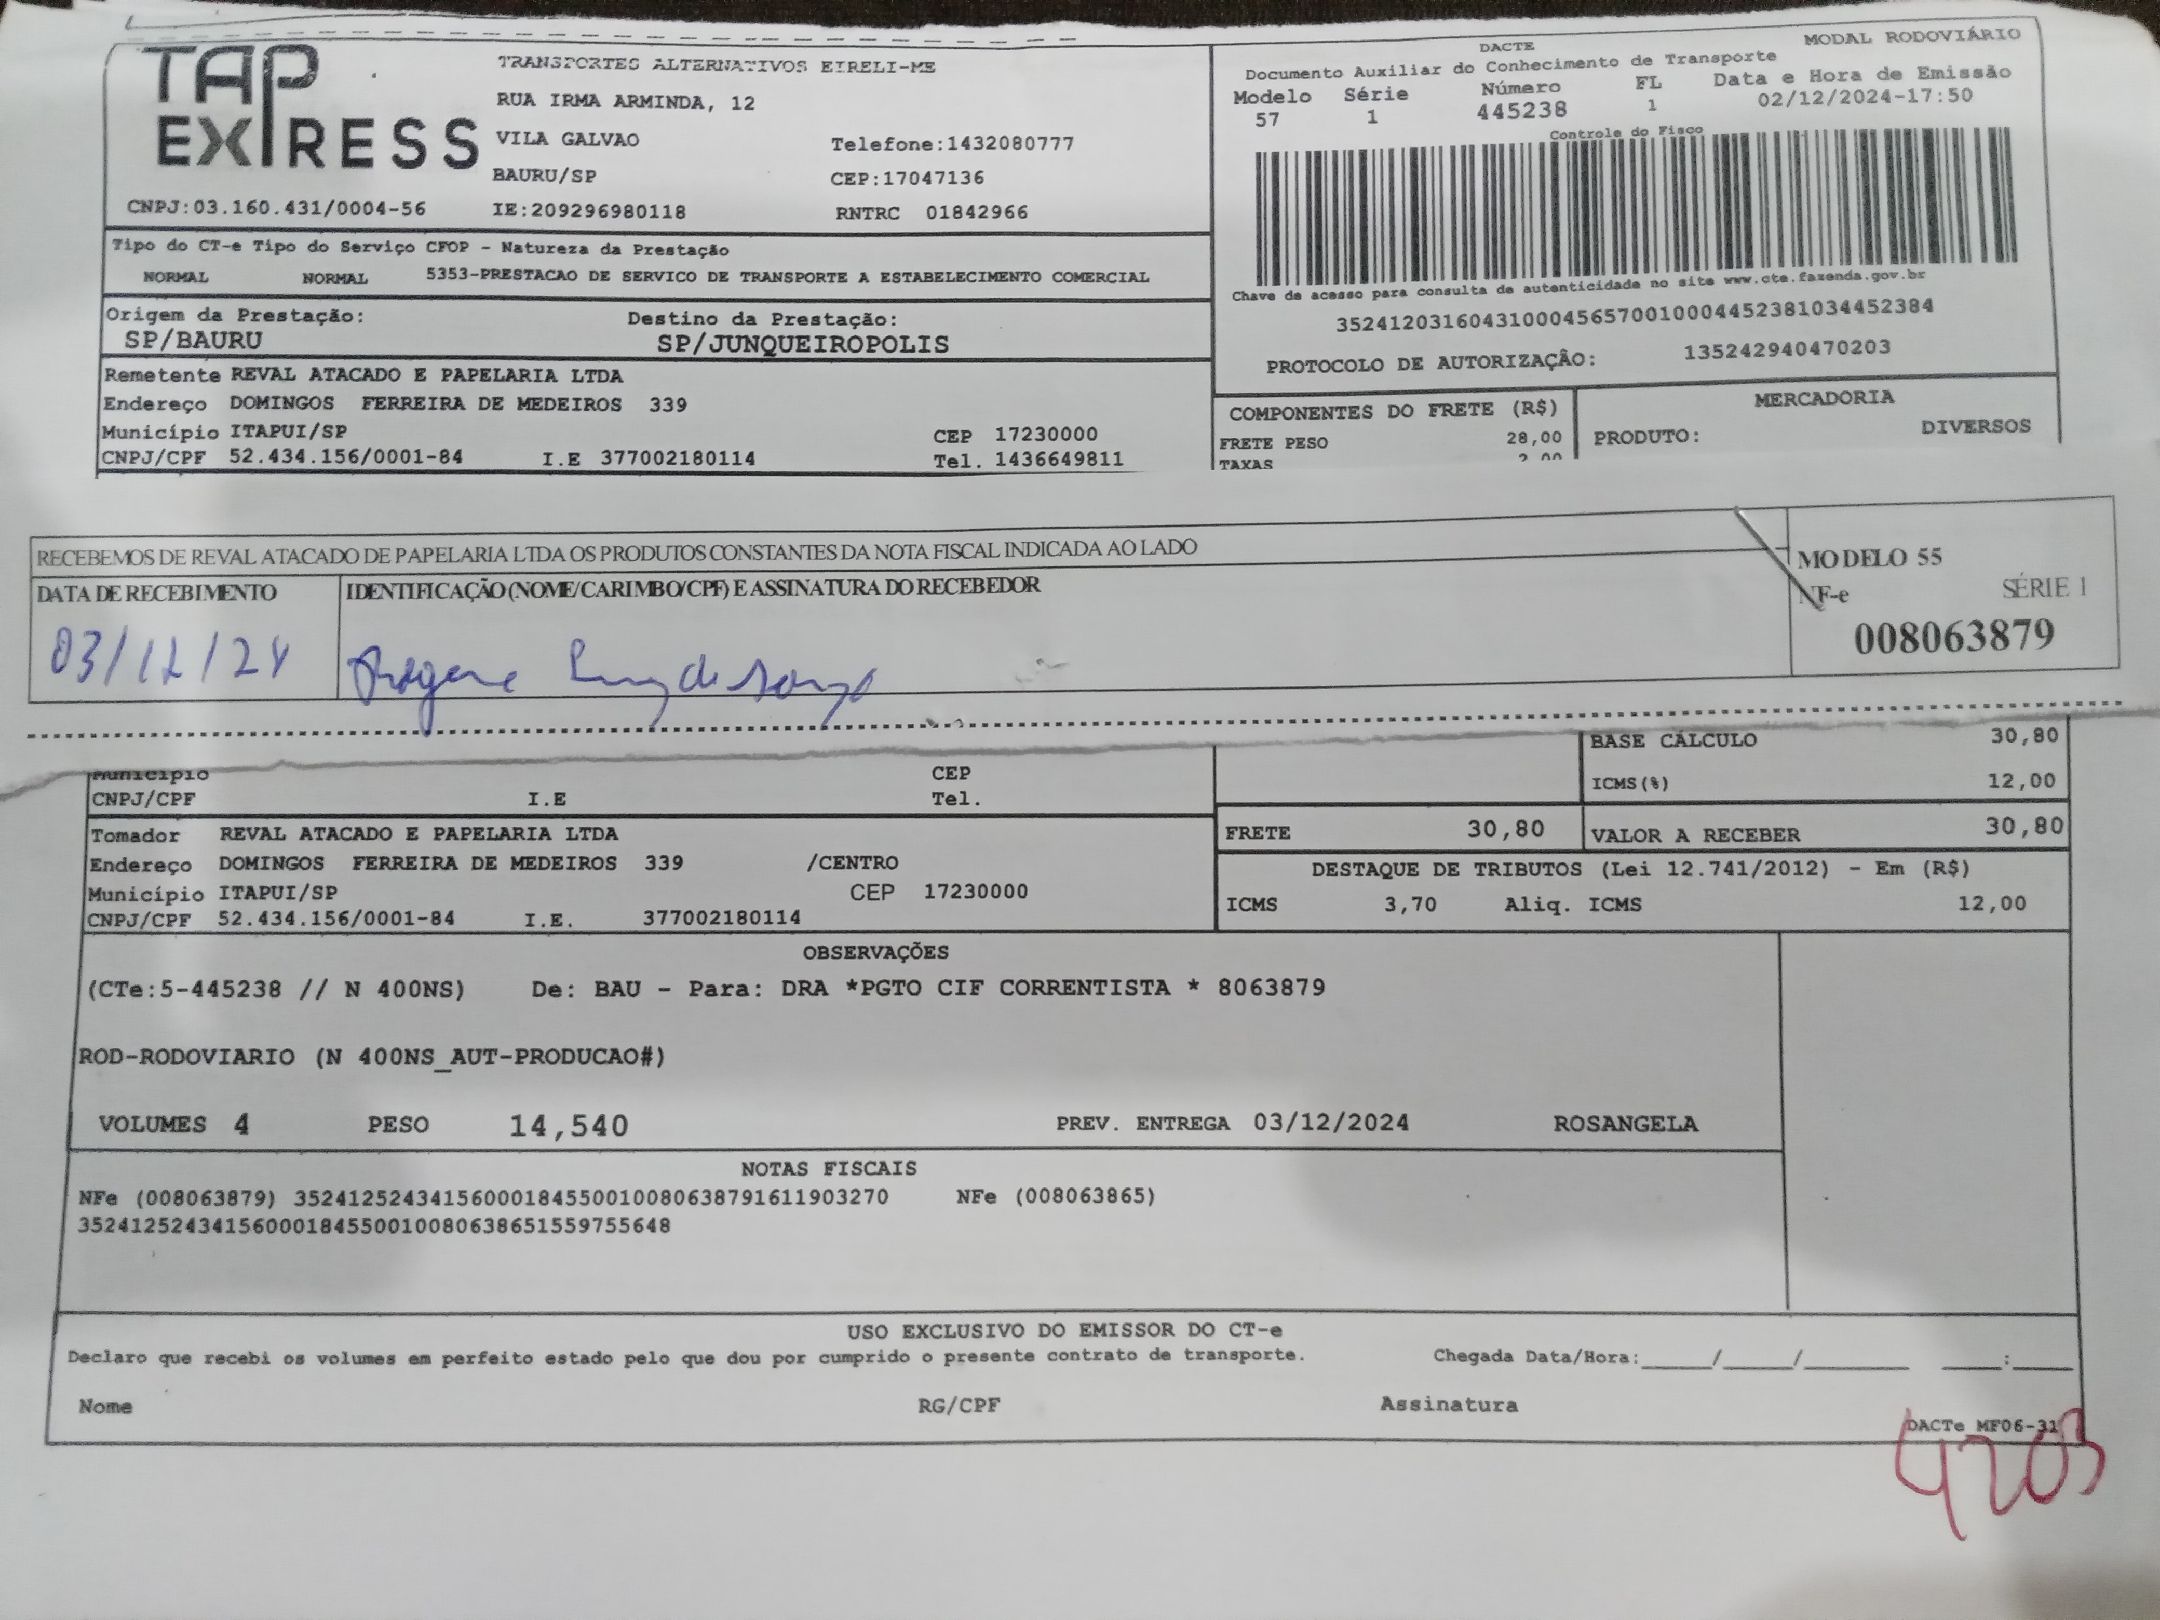 TAP EXPRESS
TRANSPORTES ALTERNATIVOS EIRELI-ME
RUA IRMA ARMINDA, 12
VILA GALVAO Telefone:1432080777
BAURU/SP CEP:17047136
CNPJ:03.160.431/0004-56 IE:209296980118 RNTRC 01842966
DACTE MODAL RODOVIÁRIO
Documento Auxiliar do Conhecimento de Transporte
Modelo Série Número FL Data e Hora de Emissão
57 1 445238 1 02/12/2024-17:50
Controle do Fisco
Chave de acesso para consulta de autenticidade no site www.cte.fazenda.gov.br
35241203160431000456570010004452381034452384
PROTOCOLO DE AUTORIZAÇÃO: 135242940470203
Tipo do CT-e Tipo do Serviço CFOP - Natureza da Prestação
NORMAL NORMAL 5353-PRESTACAO DE SERVICO DE TRANSPORTE A ESTABELECIMENTO COMERCIAL
Origem da Prestação: Destino da Prestação:
SP/BAURU SP/JUNQUEIROPOLIS
Remetente REVAL ATACADO E PAPELARIA LTDA
Endereço DOMINGOS FERREIRA DE MEDEIROS 339
Município ITAPUI/SP CEP 17230000
CNPJ/CPF 52.434.156/0001-84 I.E 377002180114 Tel. 1436649811
COMPONENTES DO FRETE (R$) MERCADORIA
FRETE PESO 28,00 PRODUTO: DIVERSOS
TAXAS 2,00
RECEBEMOS DE REVAL ATACADO DE PAPELARIA LTDA OS PRODUTOS CONSTANTES DA NOTA FISCAL INDICADA AO LADO
DATA DE RECEBIMENTO IDENTIFICAÇÃO (NOME/CARIMBO/CPF) E ASSINATURA DO RECEBEDOR
03/12/24
MODELO 55
NF-e SÉRIE 1
008063879
Município CEP
CNPJ/CPF I.E Tel.
BASE CÁLCULO 30,80
ICMS(%) 12,00
FRETE 30,80 VALOR A RECEBER 30,80
Tomador REVAL ATACADO E PAPELARIA LTDA
Endereço DOMINGOS FERREIRA DE MEDEIROS 339 /CENTRO
Município ITAPUI/SP CEP 17230000
CNPJ/CPF 52.434.156/0001-84 I.E. 377002180114
DESTAQUE DE TRIBUTOS (Lei 12.741/2012) - Em (R$)
ICMS 3,70 Aliq. ICMS 12,00
OBSERVAÇÕES
(CTe:5-445238 // N 400NS) De: BAU - Para: DRA *PGTO CIF CORRENTISTA * 8063879
ROD-RODOVIARIO (N 400NS_AUT-PRODUCAO#)
VOLUMES 4 PESO 14,540 PREV. ENTREGA 03/12/2024 ROSANGELA
NOTAS FISCAIS
NFe (008063879) 35241252434156000184550010080638791611903270 NFe (008063865)
35241252434156000184550010080638651559755648
USO EXCLUSIVO DO EMISSOR DO CT-e
Declaro que recebi os volumes em perfeito estado pelo que dou por cumprido o presente contrato de transporte. Chegada Data/Hora:_____/_____/_______ ____:____
Nome RG/CPF Assinatura
DACTe_MF06-31
4203